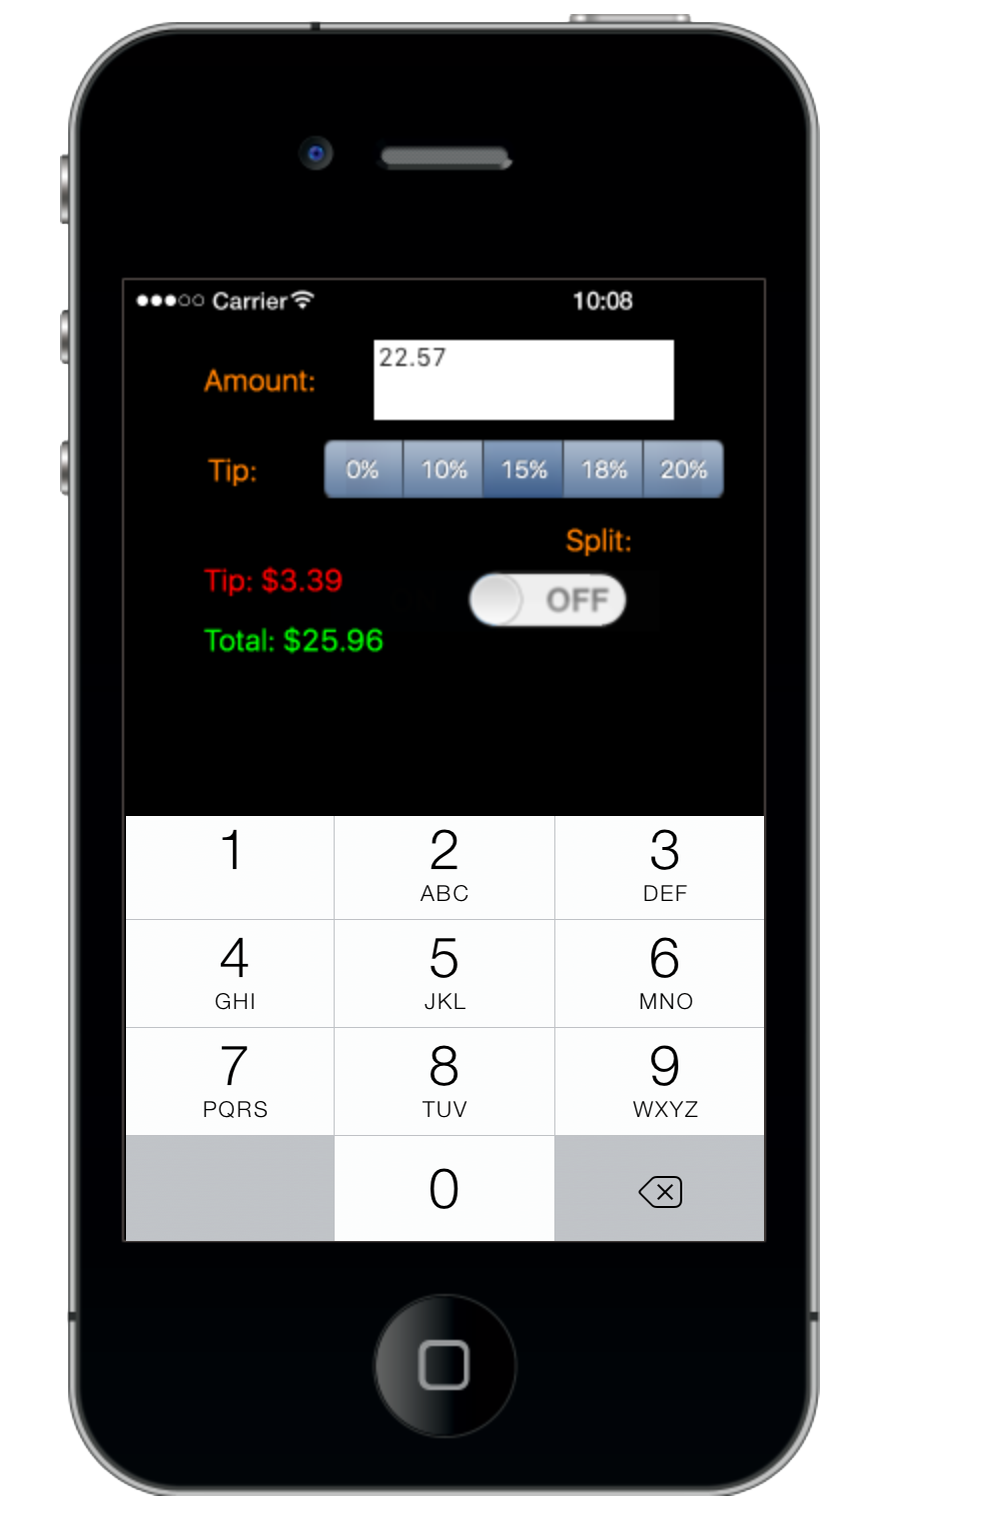 Carrier 10:08
Amount: 22.57
Tip: 0% 10% 15% 18% 20%
Split:
Tip: $3.39 OFF
Total: $25.96
1 2 3
ABC DEF
4 5 6
GHI JKL MNO
7 8 9
PQRS TUV WXYZ
0